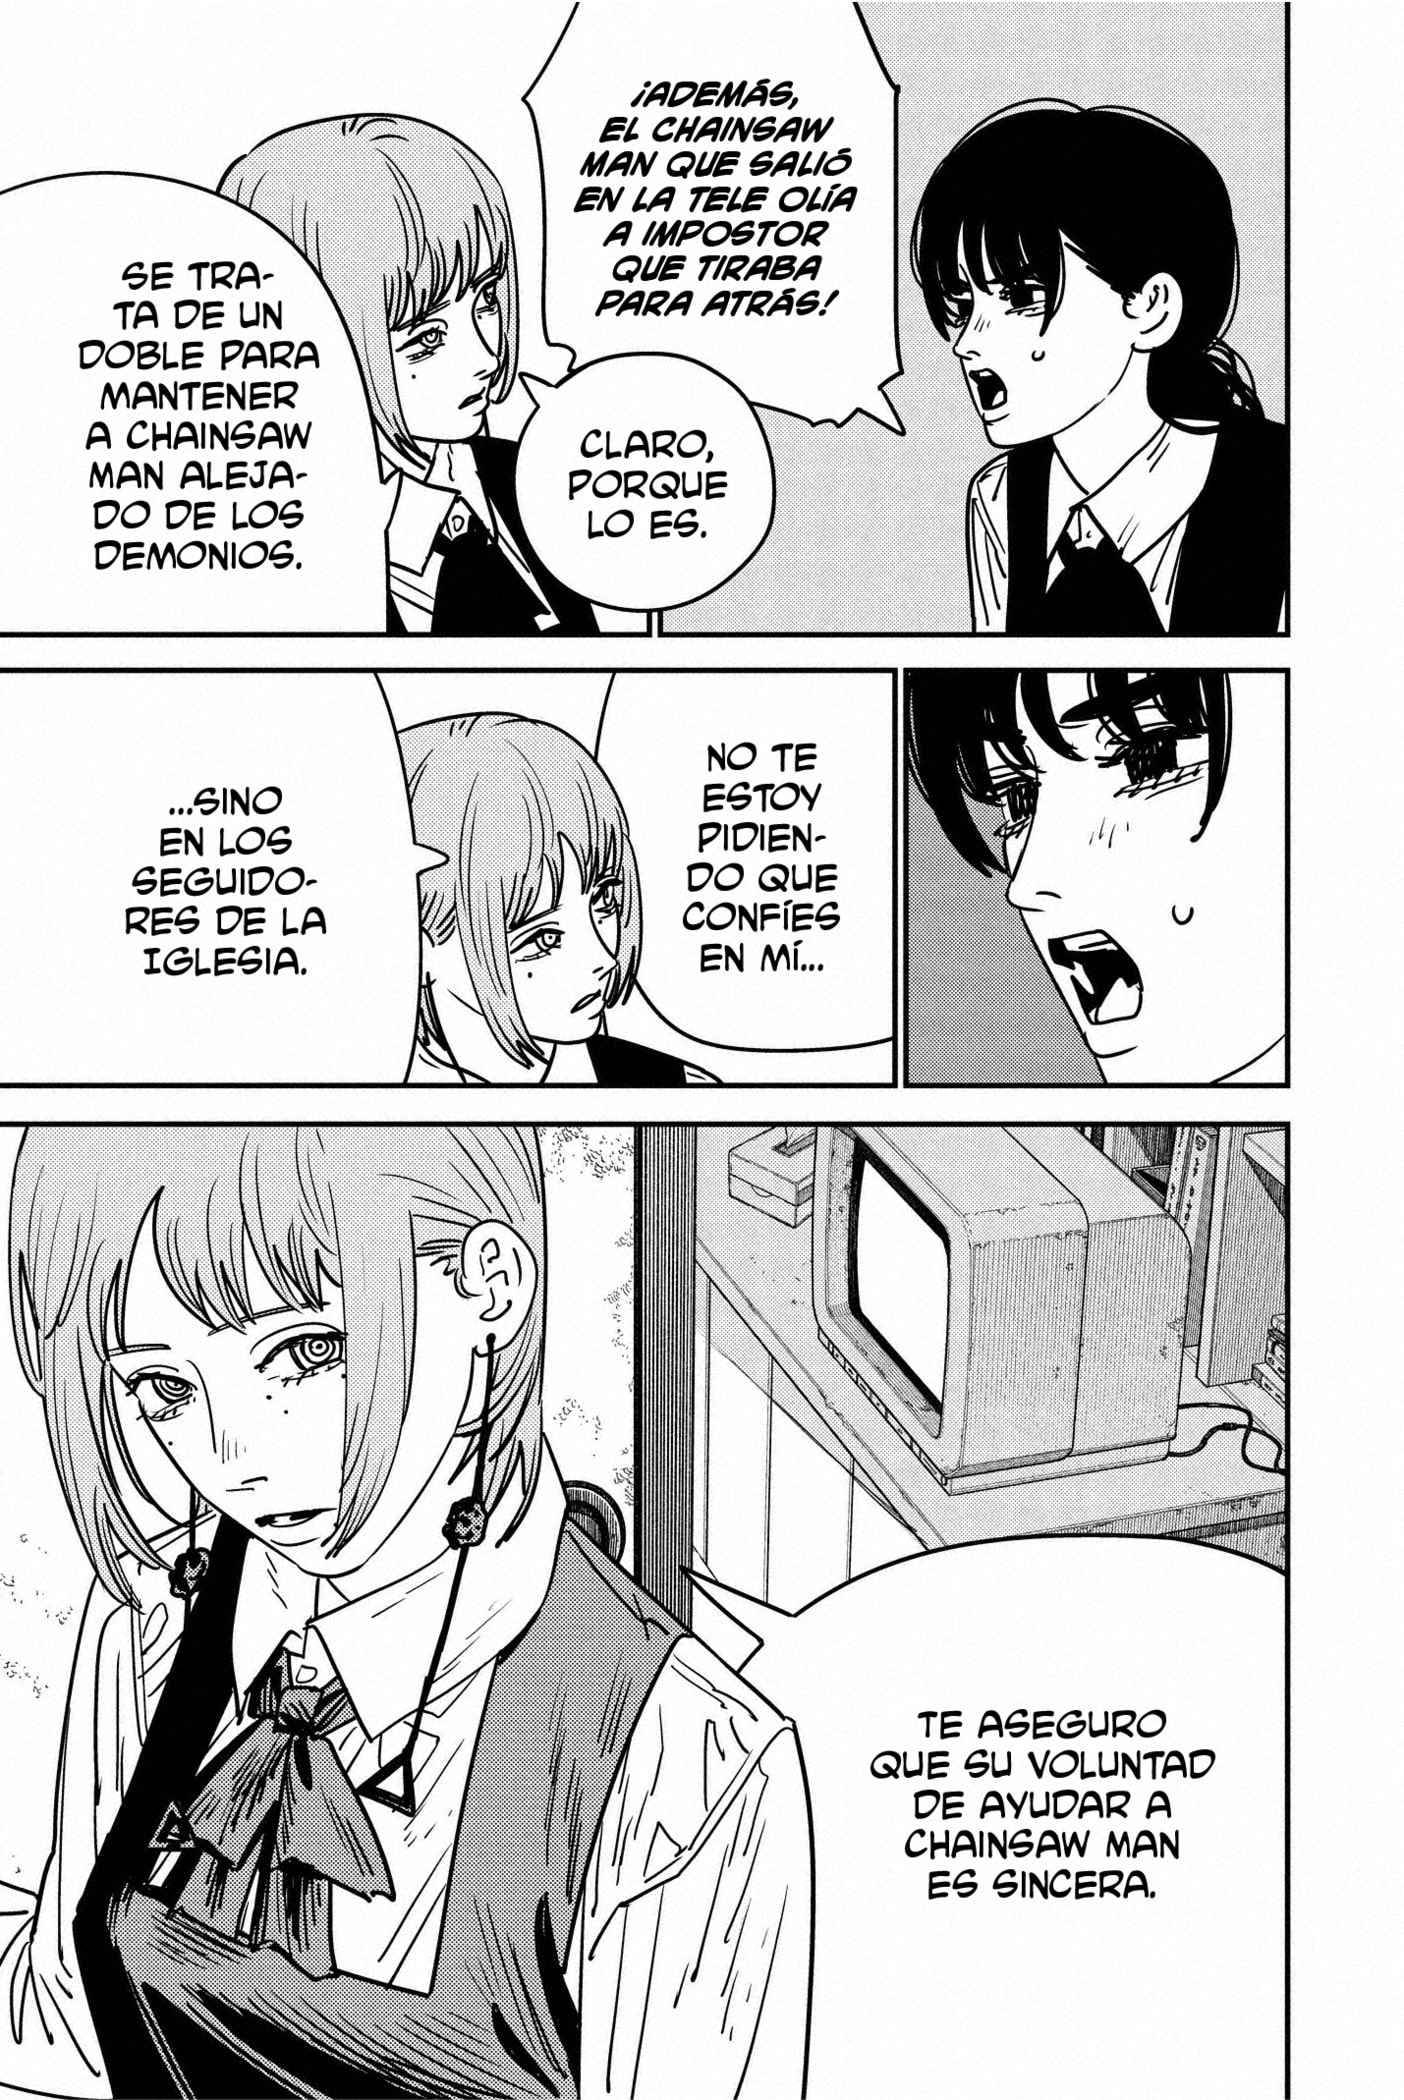 ¡ADEMÁS,
EL CHAINSAW
MAN QUE SALIÓ
EN LA TELE OLÍA
A IMPOSTOR
QUE TIRABA
PARA ATRÁS!
CLARO,
PORQUE
LO ES.
SE TRA-
TA DE UN
DOBLE PARA
MANTENER
A CHAINSAW
MAN ALEJA-
DO DE LOS
DEMONIOS.
NO TE
ESTOY
PIDIEN-
DO QUE
CONFÍES
EN MÍ...
...SINO
EN LOS
SEGUIDO-
RES DE LA
IGLESIA.
TE ASEGURO
QUE SU VOLUNTAD
DE AYUDAR A
CHAINSAW MAN
ES SINCERA.